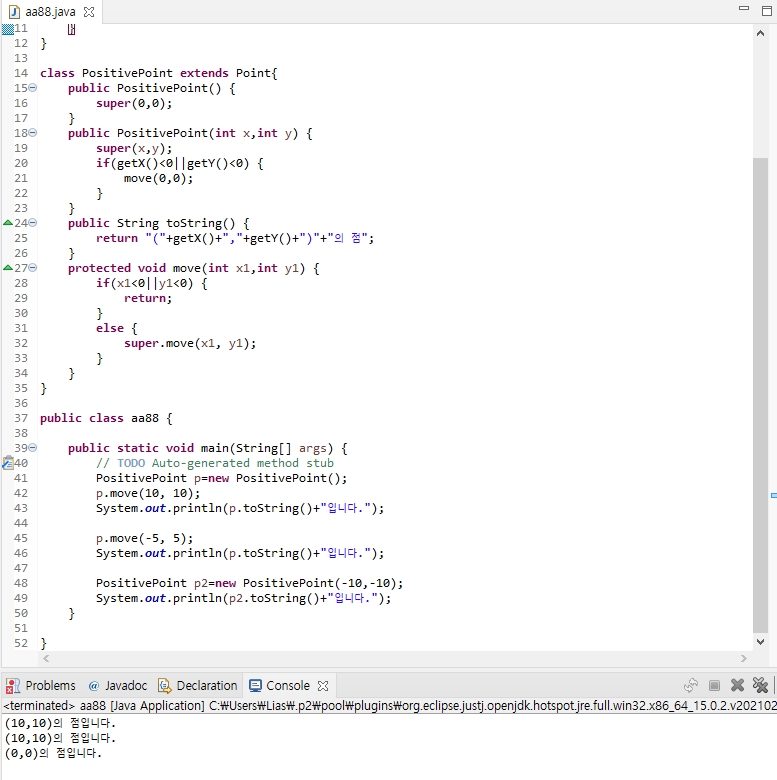 aa88.java
11 }
12 }
13
14 class PositivePoint extends Point{
15 public PositivePoint() {
16 super(0,0);
17 }
18 public PositivePoint(int x,int y) {
19 super(x,y);
20 if(getX()<0||getY()<0) {
21 move(0,0);
22 }
23 }
24 public String toString() {
25 return "("+getX()+","+getY()+")"+"의 점";
26 }
27 protected void move(int x1,int y1) {
28 if(x1<0||y1<0) {
29 return;
30 }
31 else {
32 super.move(x1, y1);
33 }
34 }
35 }
36
37 public class aa88 {
38
39 public static void main(String[] args) {
40 // TODO Auto-generated method stub
41 PositivePoint p=new PositivePoint();
42 p.move(10, 10);
43 System.out.println(p.toString()+"입니다.");
44
45 p.move(-5, 5);
46 System.out.println(p.toString()+"입니다.");
47
48 PositivePoint p2=new PositivePoint(-10,-10);
49 System.out.println(p2.toString()+"입니다.");
50 }
51
52 }
Problems @ Javadoc Declaration Console
<terminated> aa88 [Java Application] C:₩Users₩Lias₩.p2₩pool₩plugins₩org.eclipse.justj.openjdk.hotspot.jre.full.win32.x86_64_15.0.2.v202102
(10,10)의 점입니다.
(10,10)의 점입니다.
(0,0)의 점입니다.